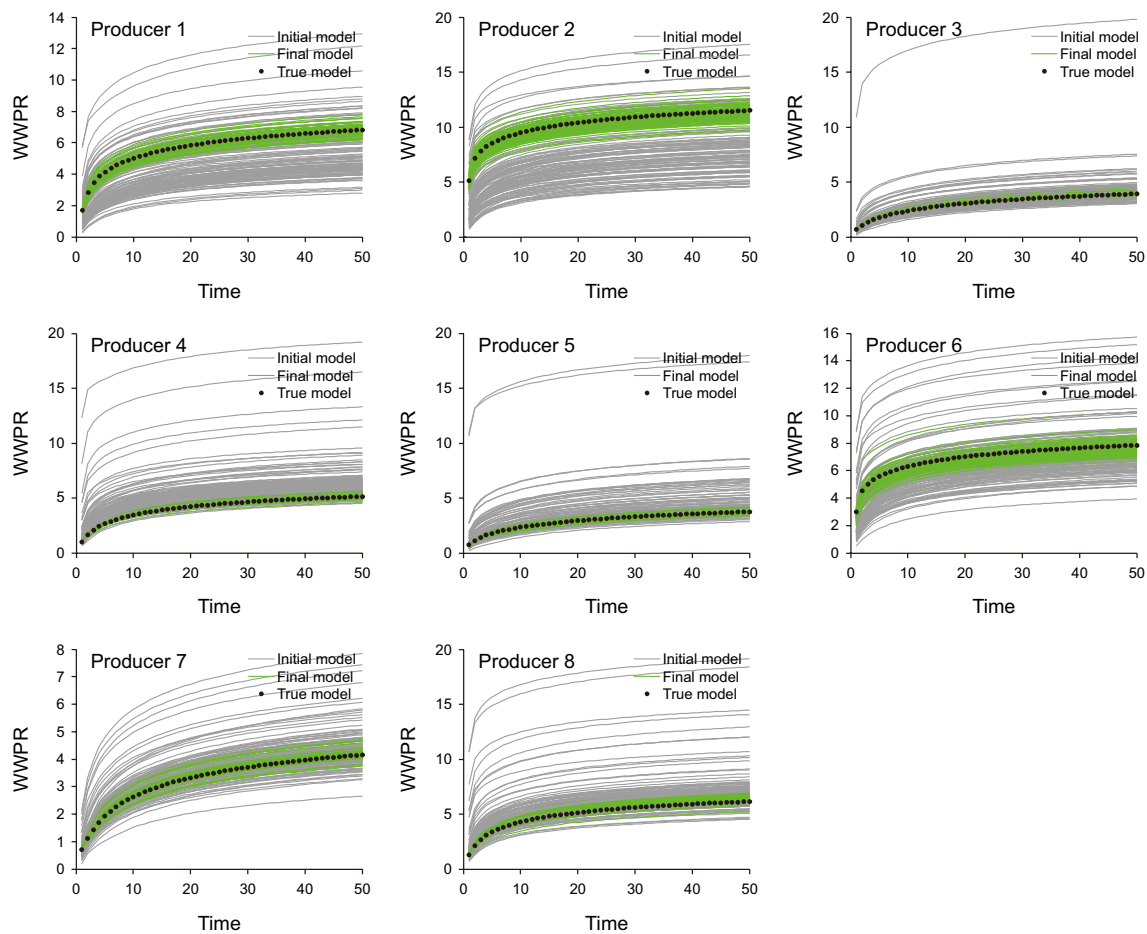 Producer 1
Initial model
Final model
True model
WWPR
14
12
10
8
6
4
2
0
0 10 20 30 40 50
Time
Producer 2
Initial model
Final model
True model
WWPR
20
15
10
5
0
0 10 20 30 40 50
Time
Producer 3
Initial model
Final model
True model
WWPR
20
15
10
5
0
0 10 20 30 40 50
Time
Producer 4
Initial model
Final model
True model
WWPR
20
15
10
5
0
0 10 20 30 40 50
Time
Producer 5
Initial model
Final model
True model
WWPR
20
15
10
5
0
0 10 20 30 40 50
Time
Producer 6
Initial model
Final model
True model
WWPR
16
14
12
10
8
6
4
2
0
0 10 20 30 40 50
Time
Producer 7
Initial model
Final model
True model
WWPR
8
7
6
5
4
3
2
1
0
0 10 20 30 40 50
Time
Producer 8
Initial model
Final model
True model
WWPR
20
15
10
5
0
0 10 20 30 40 50
Time